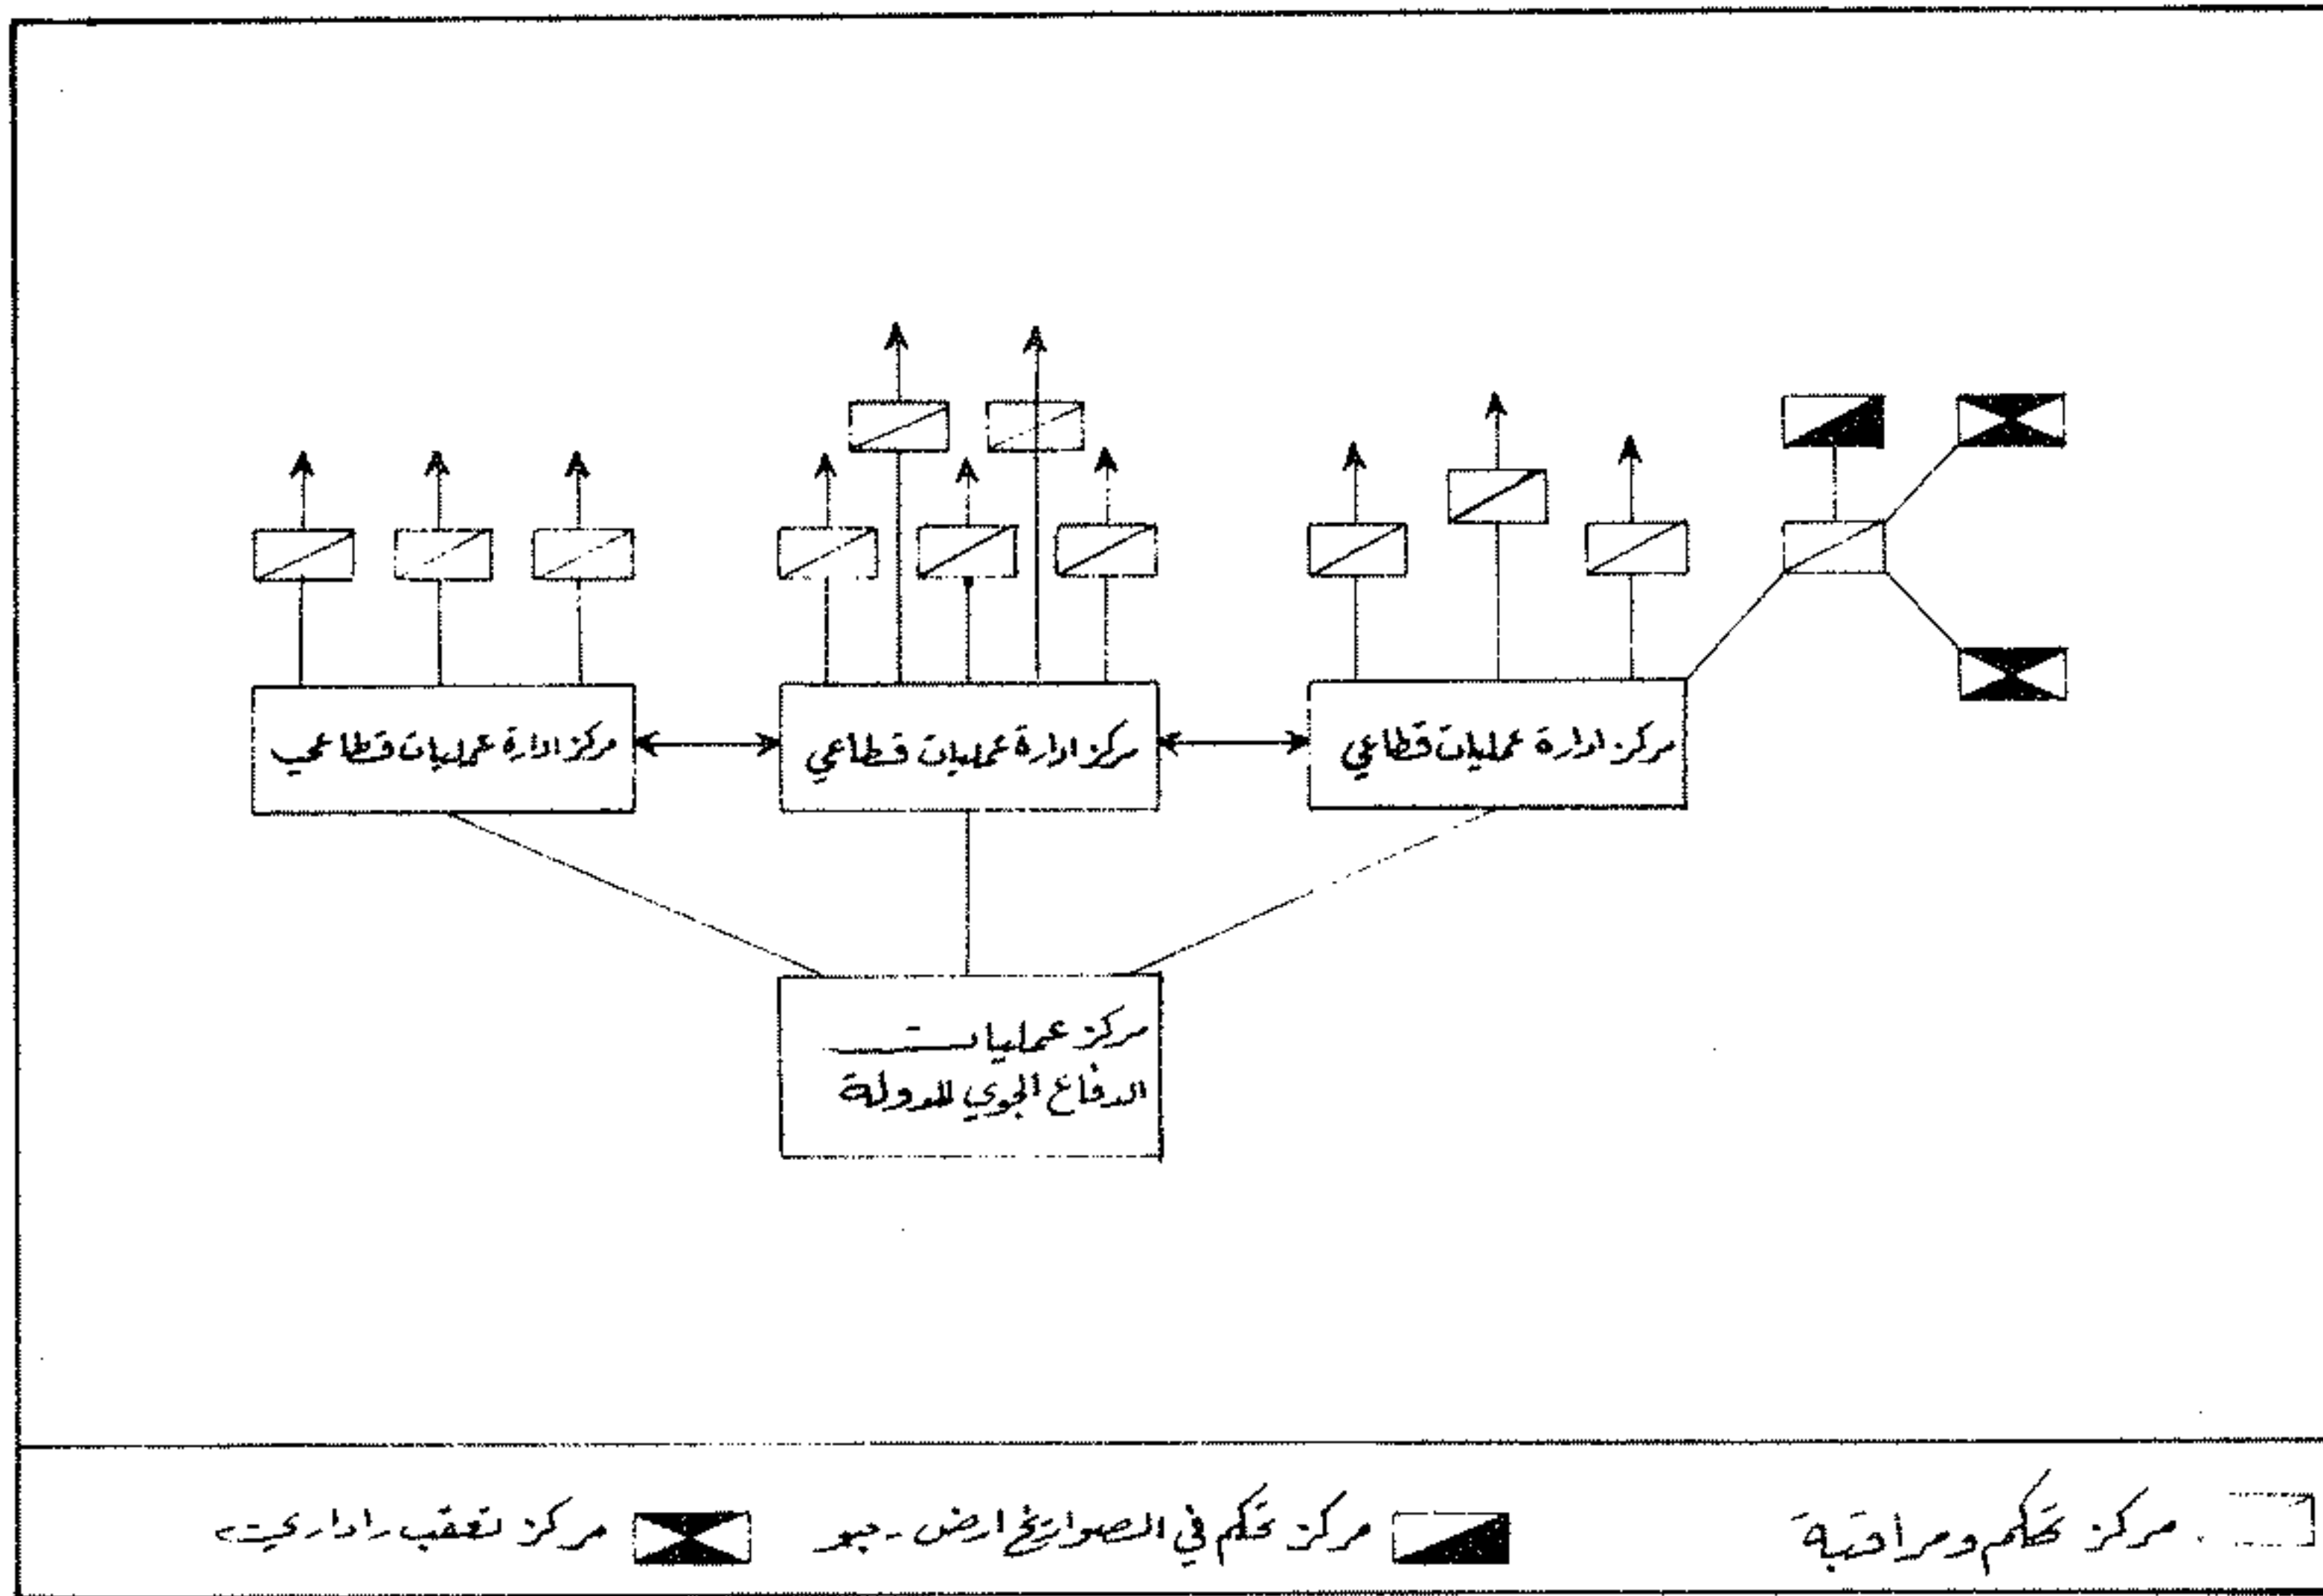 مركز ادارة عمليات قطاعي
مركز ادارة عمليات قطاعي
مركز ادارة عمليات قطاعي
مركز عمليات
الدفاع الجوي للدولة
مركز تحكم ومراقبة
مركز تحكم في الصواريخ ارض - جو
مركز تعقب راداري